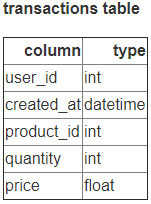 transactions table
column type
user_id int
created_at datetime
product_id int
quantity int
price float